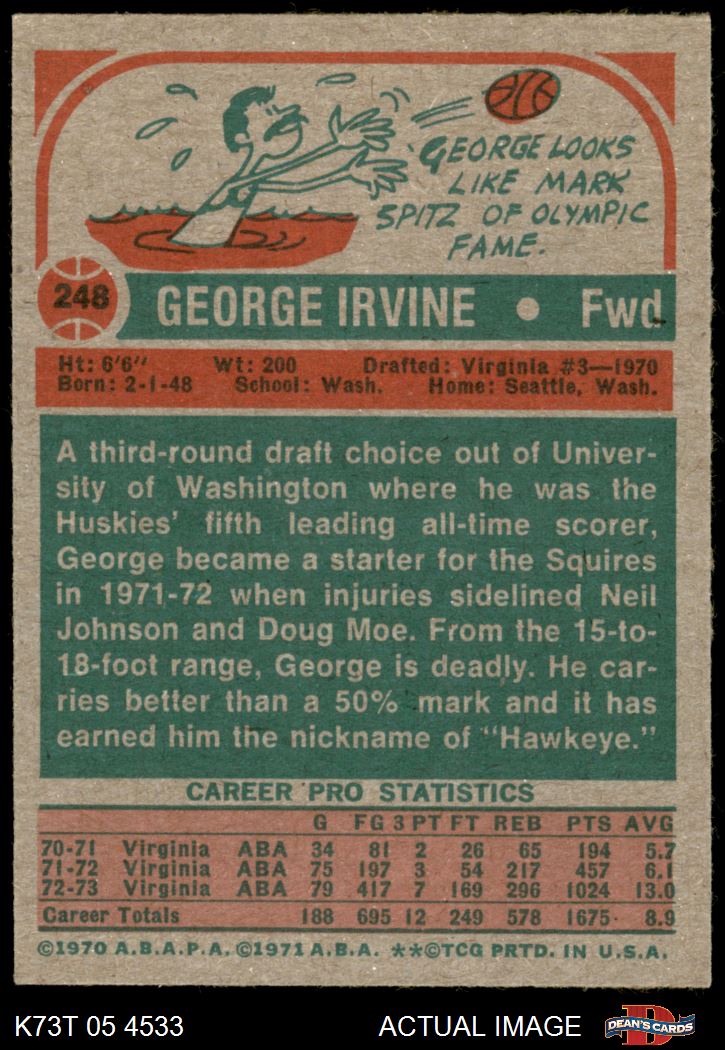 GEORGE LOOKS
LIKE MARK
SPITZ OF OLYMPIC
FAME.
248 GEORGE IRVINE • Fwd
Ht: 6'6" Wt: 200 Drafted: Virginia #3—1970
Born: 2-1-48 School: Wash. Home: Seattle, Wash.
A third-round draft choice out of Univer-
sity of Washington where he was the
Huskies' fifth leading all-time scorer,
George became a starter for the Squires
in 1971-72 when injuries sidelined Neil
Johnson and Doug Moe. From the 15-to-
18-foot range, George is deadly. He car-
ries better than a 50% mark and it has
earned him the nickname of "Hawkeye."
CAREER PRO STATISTICS
G FG 3 PT FT REB PTS AVG
70-71 Virginia ABA 34 81 2 26 65 194 5.7
71-72 Virginia ABA 75 197 3 54 217 457 6.1
72-73 Virginia ABA 79 417 7 169 296 1024 13.0
Career Totals 188 695 12 249 578 1675 8.9
©1970 A.B.A.P.A. ©1971 A.B.A. **©TCG PRTD. IN U.S.A.
K73T 05 4533 ACTUAL IMAGE D DEAN'S CARDS